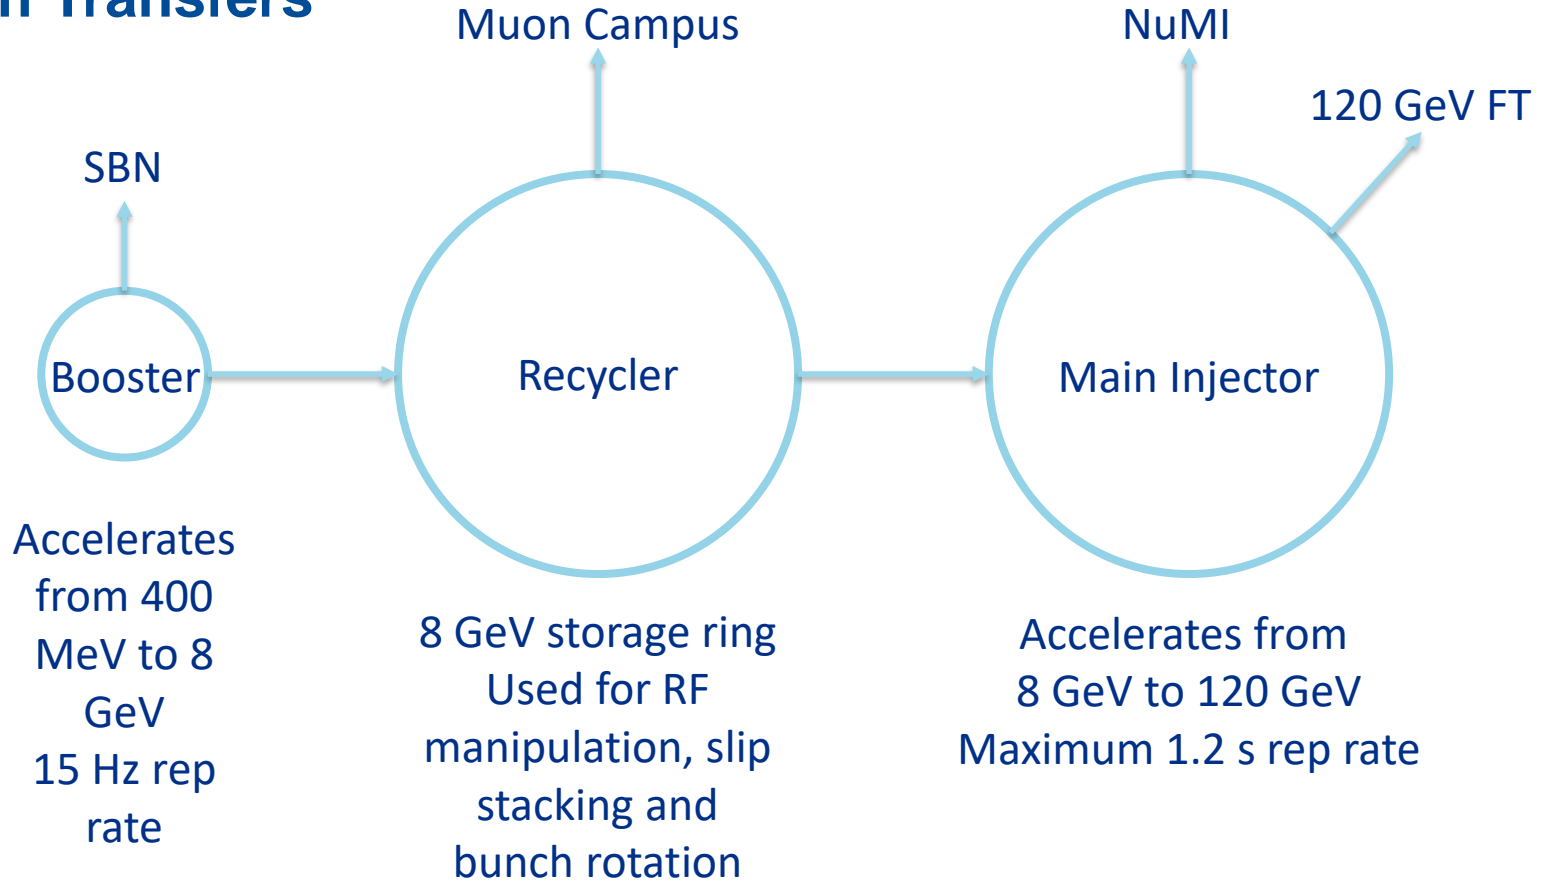 Transfers
Muon Campus
NuMI
120 GeV FT
SBN
Booster
Recycler
Main Injector
Accelerates
from 400
MeV to 8
GeV
15 Hz rep
rate
8 GeV storage ring
Used for RF
manipulation, slip
stacking and
bunch rotation
Accelerates from
8 GeV to 120 GeV
Maximum 1.2 s rep rate